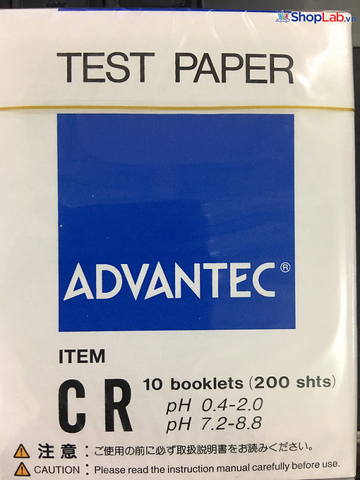 ShopLab.vn
TEST PAPER
ADVANTEC®
ITEM
CR 10 booklets (200 shts)
pH 0.4-2.0
pH 7.2-8.8
注意：ご使用の前に必ず取扱説明書をお読みください。
CAUTION : Please read the instruction manual carefully before use.